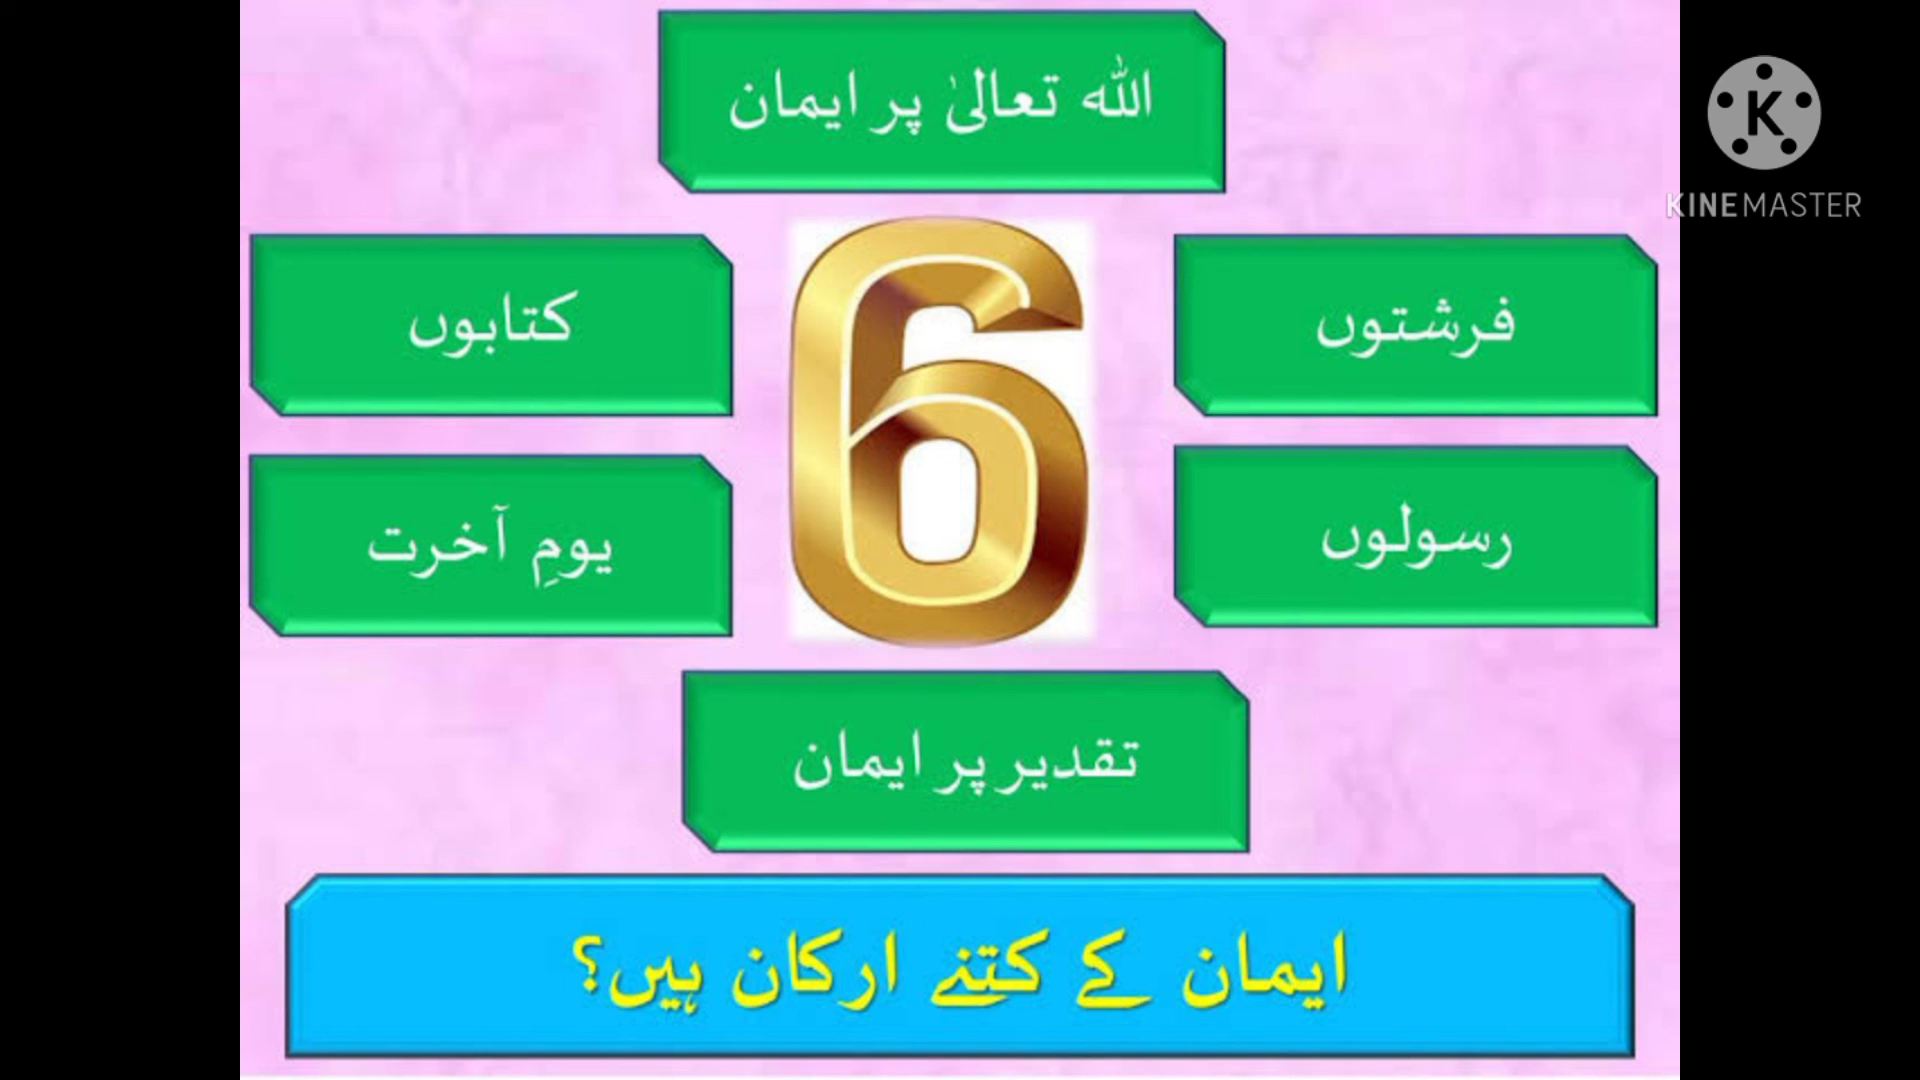 اللہ تعالیٰ پر ایمان
فرشتوں
کتابوں
6
رسولوں
یومِ آخرت
تقدیر پر ایمان
ایمان کے کتنے ارکان ہیں؟
K
KINEMASTER